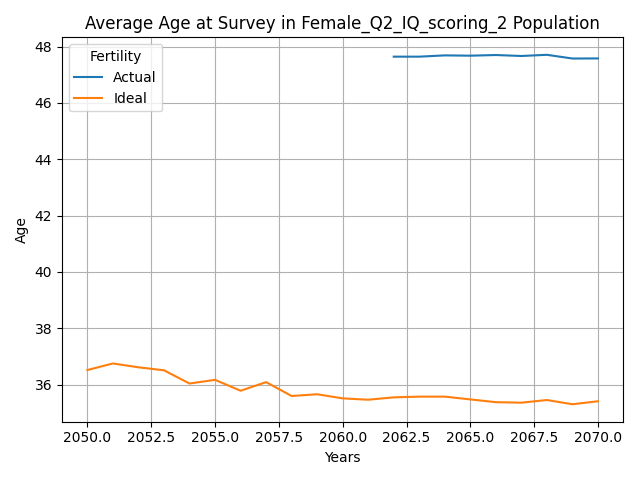 Average Age at Survey in Female_Q2_IQ_scoring_2 Population
Fertility
Actual
Ideal
48
46
44
42
40
38
36
Age
2050.0 2052.5 2055.0 2057.5 2060.0 2062.5 2065.0 2067.5 2070.0
Years